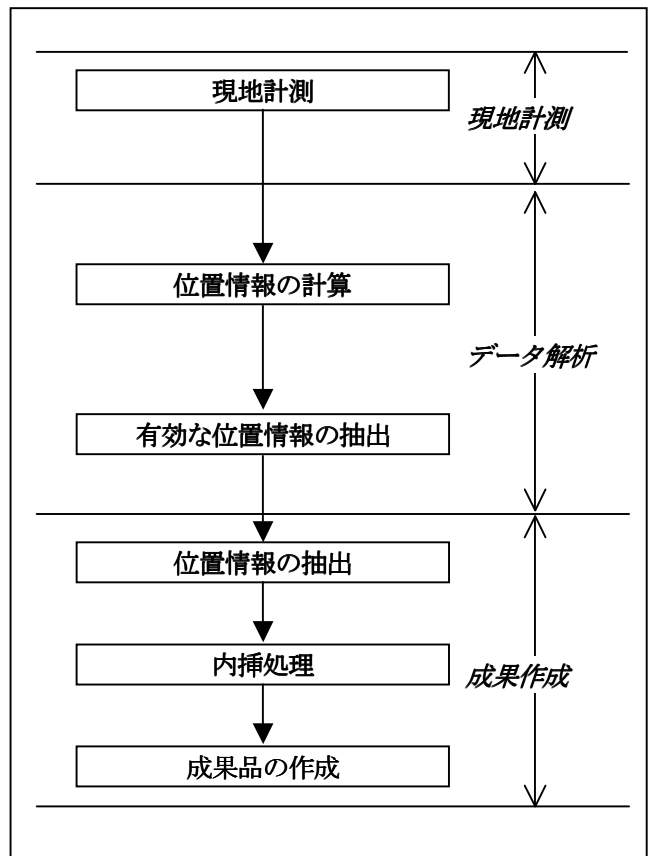 現地計測
現地計測
位置情報の計算
データ解析
有効な位置情報の抽出
位置情報の抽出
内挿処理
成果作成
成果品の作成